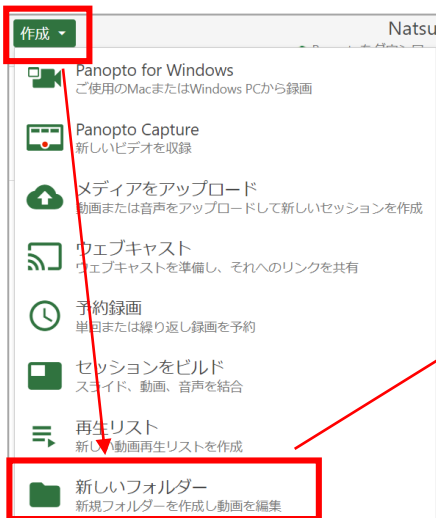 作成
Natsu
Panopto for Windows
ご使用のMacまたはWindows PCから録画
Panopto Capture
新しいビデオを収録
メディアをアップロード
動画または音声をアップロードして新しいセッションを作成
ウェブキャスト
ウェブキャストを準備し、それへのリンクを共有
予約録画
単回または繰り返し録画を予約
セッションをビルド
スライド、動画、音声を結合
再生リスト
新しい動画再生リストを作成
新しいフォルダー
新規フォルダーを作成し動画を編集